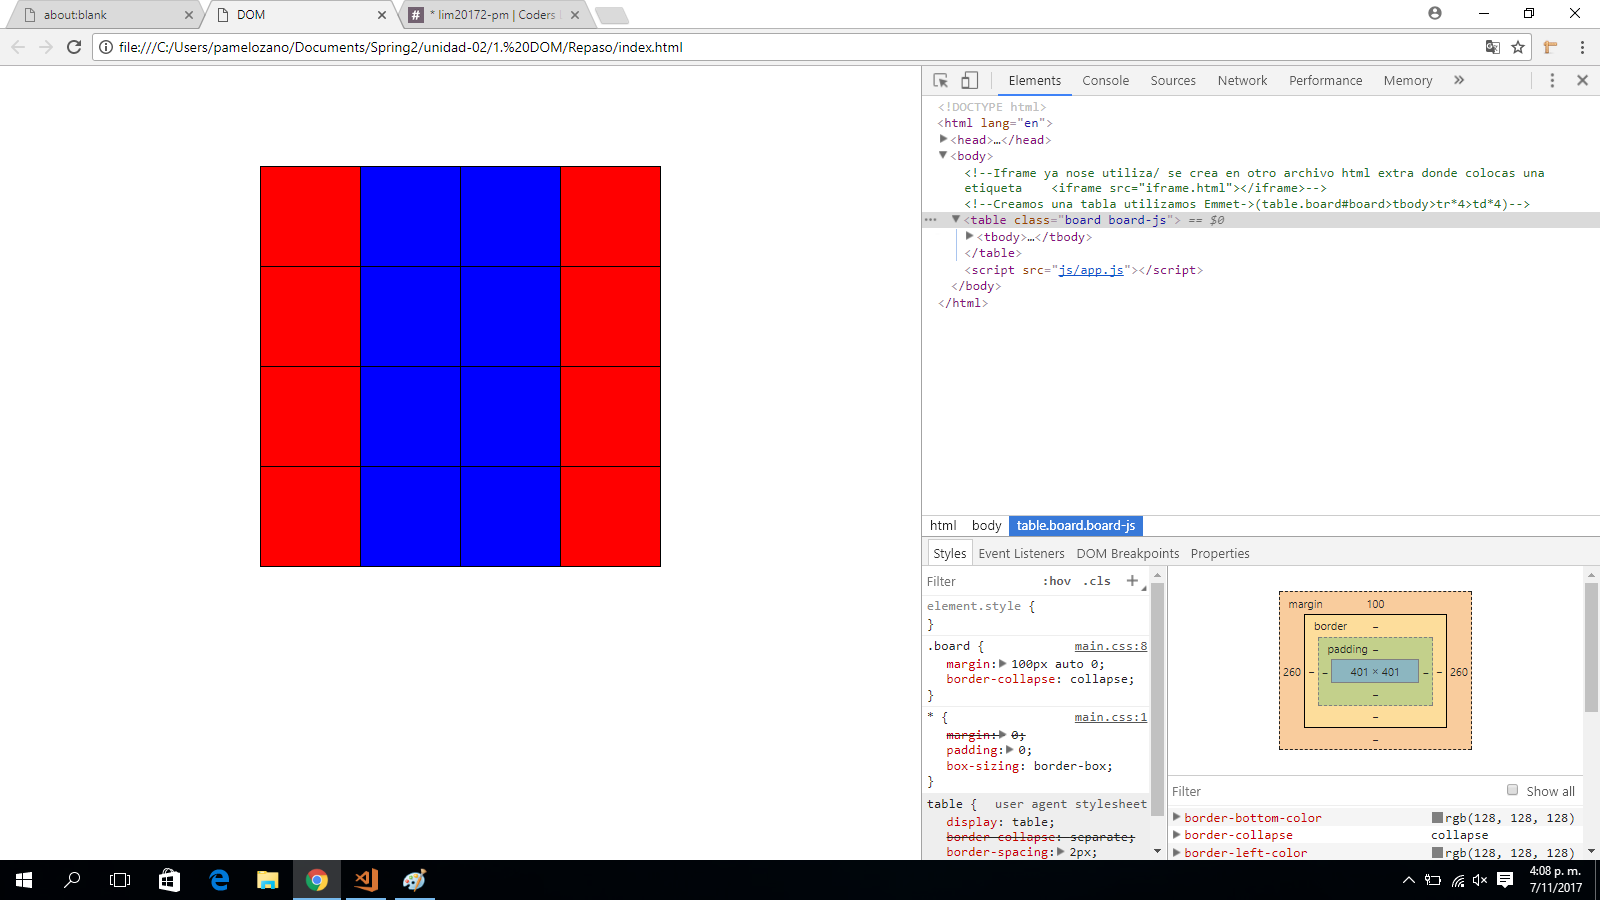 about:blank
DOM
* lim20172-pm | Coders
file:///C:/Users/pamelozano/Documents/Spring2/unidad-02/1.%20DOM/Repaso/index.html
Elements Console Sources Network Performance Memory »
<!DOCTYPE html>
<html lang="en">
<head>…</head>
<body>
<!--Iframe ya nose utiliza/ se crea en otro archivo html extra donde colocas una
etiqueta    <iframe src="iframe.html"></iframe>-->
<!--Creamos una tabla utilizamos Emmet->(table.board#board>tbody>tr*4>td*4)-->
<table class="board board-js"> == $0
<tbody>…</tbody>
</table>
<script src="js/app.js"></script>
</body>
</html>
html body table.board.board-js
Styles Event Listeners DOM Breakpoints Properties
Filter :hov .cls +
element.style {
}
.board { main.css:8
margin: 100px auto 0;
border-collapse: collapse;
}
* { main.css:1
margin: 0;
padding: 0;
box-sizing: border-box;
}
table { user agent stylesheet
display: table;
border-collapse: separate;
border-spacing: 2px;
margin 100
border –
padding –
260 – – 401 × 401 – – 260
–
–
–
Filter Show all
border-bottom-color rgb(128, 128, 128)
border-collapse collapse
border-left-color rgb(128, 128, 128)
4:08 p. m.
7/11/2017